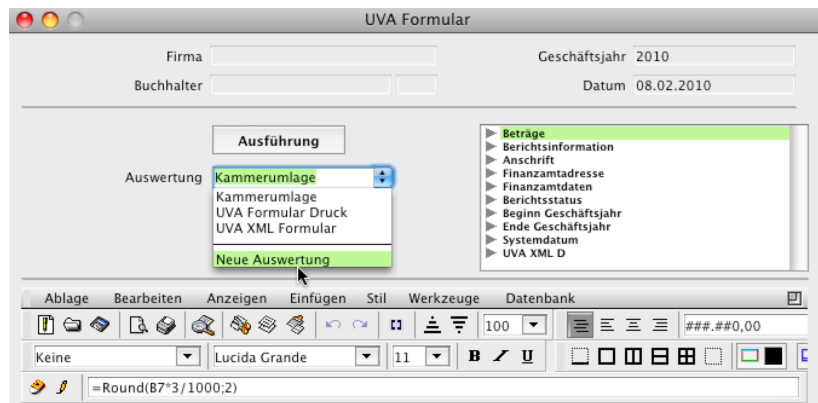 UVA Formular
Firma
Geschäftsjahr 2010
Buchhalter
Datum 08.02.2010
Ausführung
Auswertung Kammerumlage
Kammerumlage
UVA Formular Druck
UVA XML Formular
Neue Auswertung
Beträge
Berichtsinformation
Anschrift
Finanzamtadresse
Finanzamtdaten
Berichtsstatus
Beginn Geschäftsjahr
Ende Geschäftsjahr
Systemdatum
UVA XML D
Ablage Bearbeiten Anzeigen Einfügen Stil Werkzeuge Datenbank
100 ###.##0,00
Keine Lucida Grande 11 B I U
=Round(B7*3/1000;2)